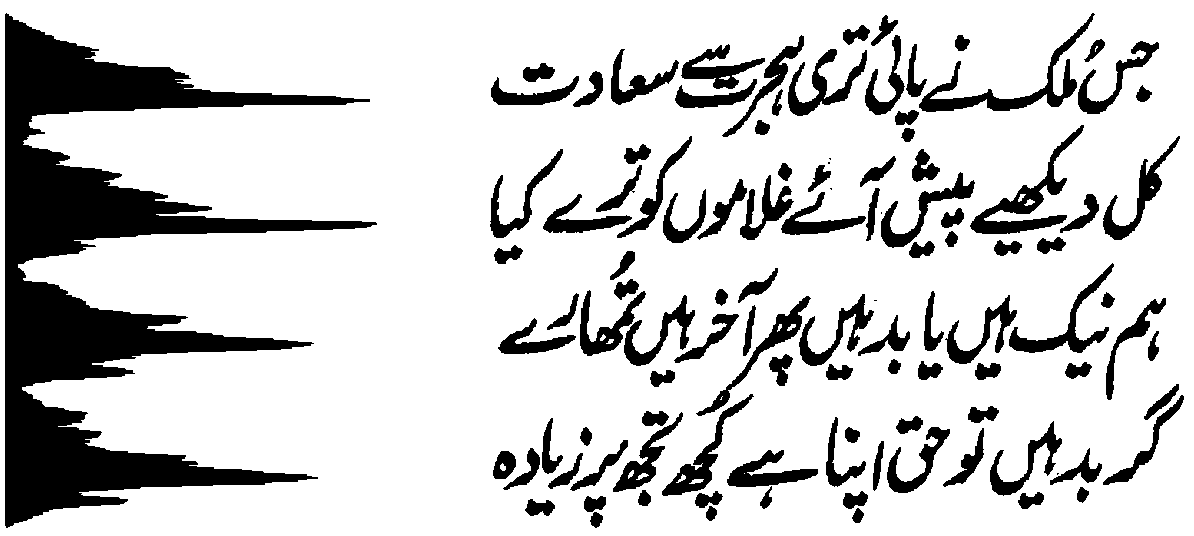 جس ملک نے پائی تری ہجرت سے سعادت
کل دیکھیے پیش آئے غلاموں کو ترے کیا
ہم نیک ہیں یا بد ہیں پھر آخر ہیں تمھارے
گر بد ہیں تو حق اپنا ہے کچھ تجھ پر زیادہ